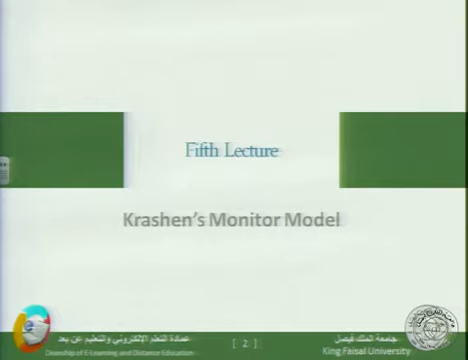 Fifth Lecture
Krashen's Monitor Model
عمادة التعلم الإلكتروني والتعليم عن بعد
Deanship of E-Learning and Distance Education
[ 2 ]
جامعة الملك فيصل
King Faisal University